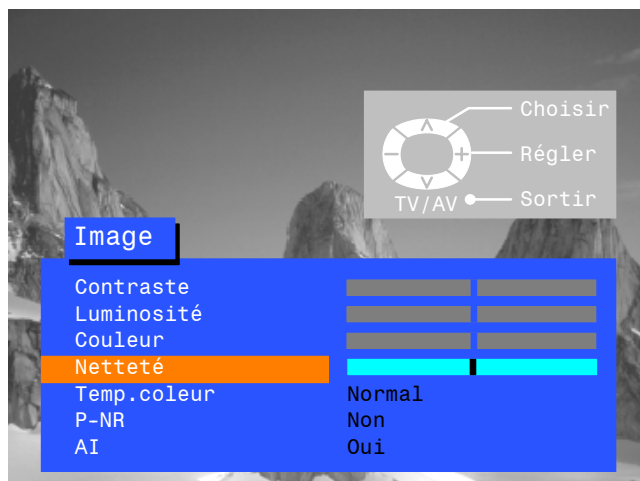 Choisir
Régler
TV/AV Sortir
Image
Contraste
Luminosité
Couleur
Netteté
Temp.coleur Normal
P-NR Non
AI Oui